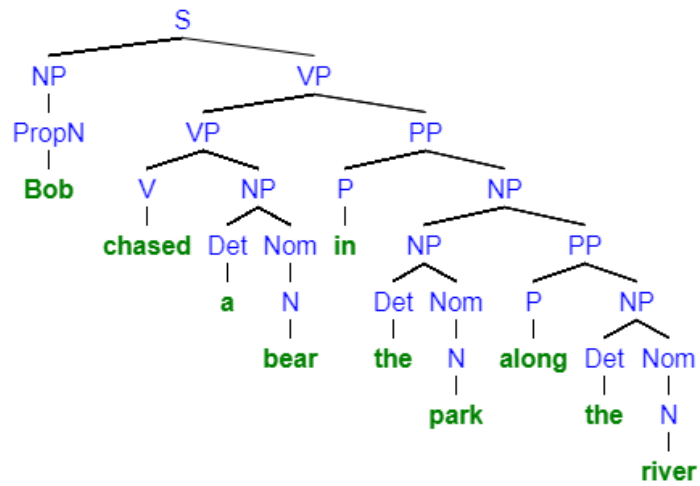 S
NP VP
PropN VP PP
Bob V NP P NP
chased Det Nom in NP PP
a N Det Nom P NP
bear the N along Det Nom
park the N
river